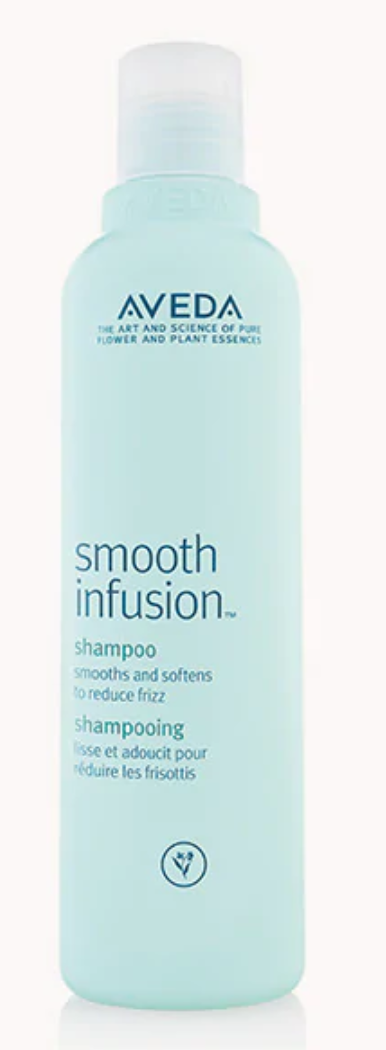 AVEDA
AVEDA
THE ART AND SCIENCE OF PURE
FLOWER AND PLANT ESSENCES
smooth
infusion™
shampoo
smooths and softens
to reduce frizz
shampooing
lisse et adoucit pour
réduire les frisottis